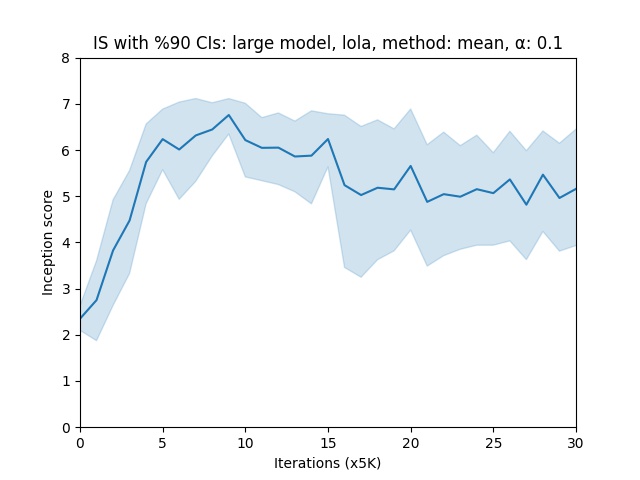 IS with %90 CIs: large model, lola, method: mean, α: 0.1
8
7
6
5
4
3
2
1
0
Inception score
0 5 10 15 20 25 30
Iterations (x5K)